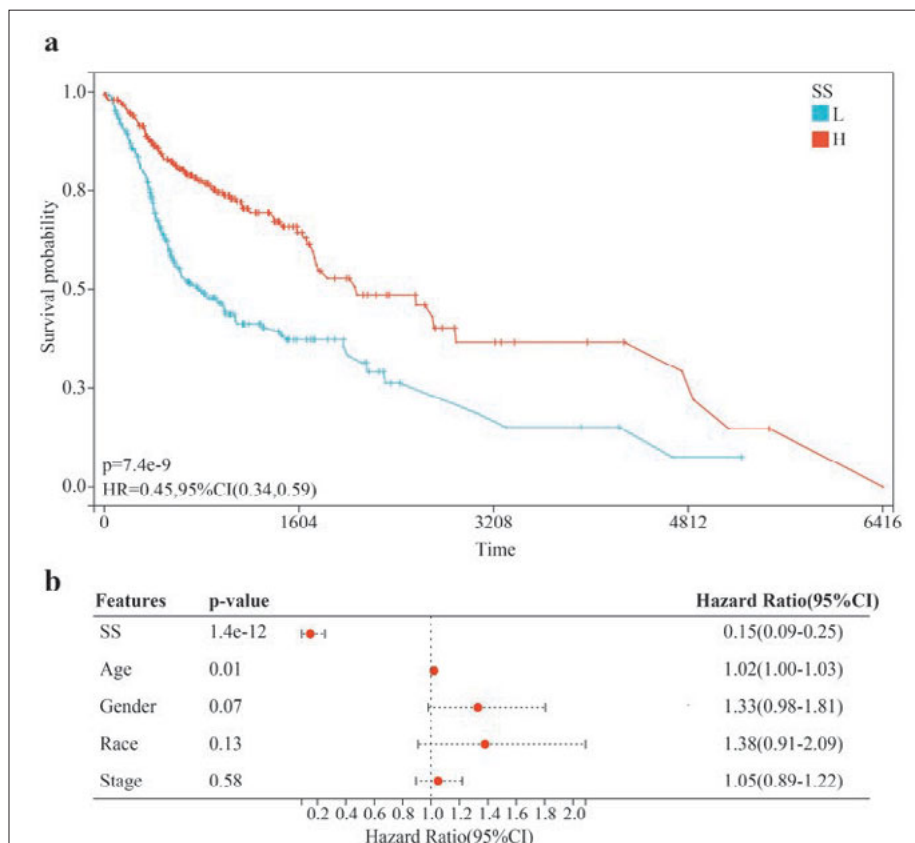 a
SS
L
H
Survival probability
1.0
0.8
0.5
0.3
0.0
p=7.4e-9
HR=0.45,95%CI(0.34,0.59)
0 1604 3208 4812 6416
Time
b
Features p-value Hazard Ratio(95%CI)
SS 1.4e-12 0.15(0.09-0.25)
Age 0.01 1.02(1.00-1.03)
Gender 0.07 1.33(0.98-1.81)
Race 0.13 1.38(0.91-2.09)
Stage 0.58 1.05(0.89-1.22)
0.2 0.4 0.6 0.8 1.0 1.2 1.4 1.6 1.8 2.0
Hazard Ratio(95%CI)